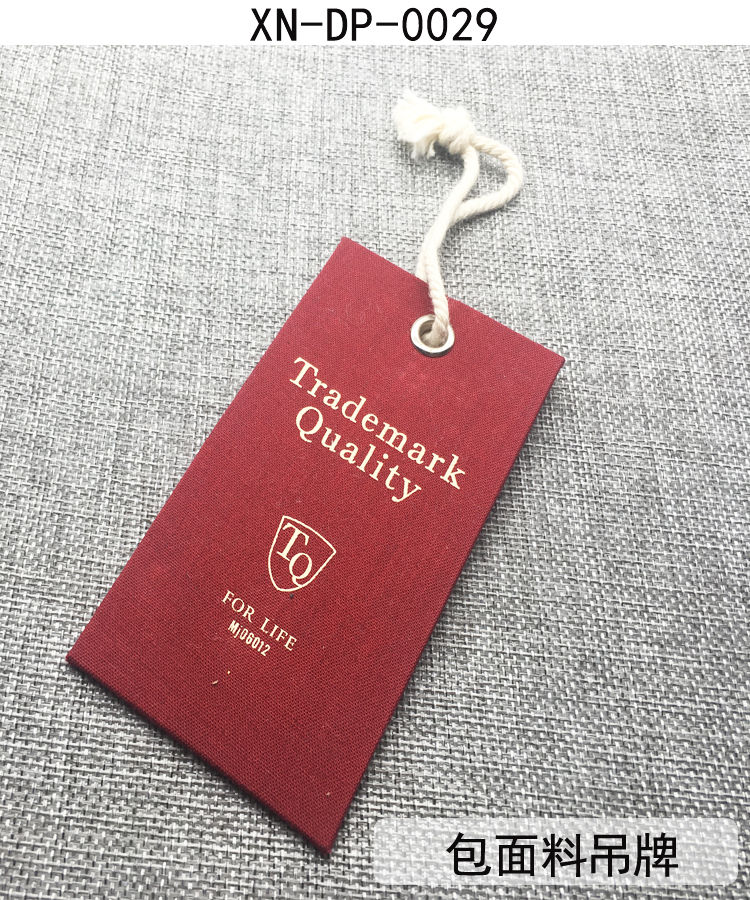 XN-DP-0029
Trademark
Quality
TQ
FOR LIFE
Mj06012
包面料吊牌